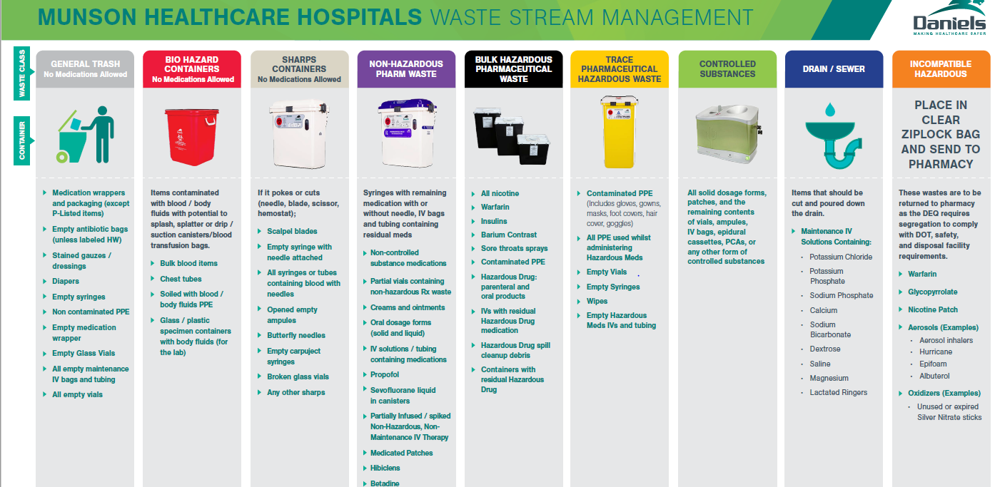 MUNSON HEALTHCARE HOSPITALS WASTE STREAM MANAGEMENT
Daniels
MAKING HEALTHCARE SAFER
WASTE CLASS
CONTAINER
GENERAL TRASH
No Medications Allowed
Medication wrappers
and packaging (except
P-Listed items)
Empty antibiotic bags
(unless labeled HW)
Stained gauzes /
dressings
Diapers
Empty syringes
Non contaminated PPE
Empty medication
wrapper
Empty Glass Vials
All empty maintenance
IV bags and tubing
All empty vials
BIO HAZARD
CONTAINERS
No Medications Allowed
Items contaminated
with blood / body
fluids with potential to
splash, splatter or drip /
suction canisters/blood
transfusion bags.
Bulk blood items
Chest tubes
Soiled with blood /
body fluids PPE
Glass / plastic
specimen containers
with body fluids (for
the lab)
SHARPS
CONTAINERS
No Medications Allowed
If it pokes or cuts
(needle, blade, scissor,
hemostat);
Scalpel blades
Empty syringe with
needle attached
All syringes or tubes
containing blood with
needles
Opened empty
ampules
Butterfly needles
Empty carpuject
syringes
Broken glass vials
Any other sharps
NON-HAZARDOUS
PHARM WASTE
Syringes with remaining
medication with or
without needle, IV bags
and tubing containing
residual meds
Non-controlled
substance medications
Partial vials containing
non-hazardous Rx waste
Creams and ointments
Oral dosage forms
(solid and liquid)
IV solutions / tubing
containing medications
Propofol
Sevofluorane liquid
in canisters
Partially Infused / spiked
Non-Hazardous, Non-
Maintenance IV Therapy
Medicated Patches
Hibiclens
Betadine
BULK HAZARDOUS
PHARMACEUTICAL
WASTE
All nicotine
Warfarin
Insulins
Barium Contrast
Sore throats sprays
Contaminated PPE
Hazardous Drug:
parenteral and
oral products
IVs with residual
Hazardous Drug
medication
Hazardous Drug spill
cleanup debris
Containers with
residual Hazardous
Drug
TRACE
PHARMACEUTICAL
HAZARDOUS WASTE
Contaminated PPE
(Includes gloves, gowns,
masks, foot covers, hair
cover, goggles)
All PPE used whilst
administering
Hazardous Meds
Empty Vials
Empty Syringes
Wipes
Empty Hazardous
Meds IVs and tubing
CONTROLLED
SUBSTANCES
All solid dosage forms,
patches, and the
remaining contents
of vials, ampules,
IV bags, epidural
cassettes, PCAs, or
any other form of
controlled substances
DRAIN / SEWER
Items that should be
cut and poured down
the drain.
Maintenance IV
Solutions Containing:
Potassium Chloride
Potassium
Phosphate
Sodium Phosphate
Calcium
Sodium
Bicarbonate
Dextrose
Saline
Magnesium
Lactated Ringers
INCOMPATIBLE
HAZARDOUS
PLACE IN
CLEAR
ZIPLOCK BAG
AND SEND TO
PHARMACY
These wastes are to be
returned to pharmacy
as the DEQ requires
segregation to comply
with DOT, safety,
and disposal facility
requirements.
Warfarin
Glycopyrrolate
Nicotine Patch
Aerosols (Examples)
Aerosol inhalers
Hurricane
Epifoam
Albuterol
Oxidizers (Examples)
Unused or expired
Silver Nitrate sticks